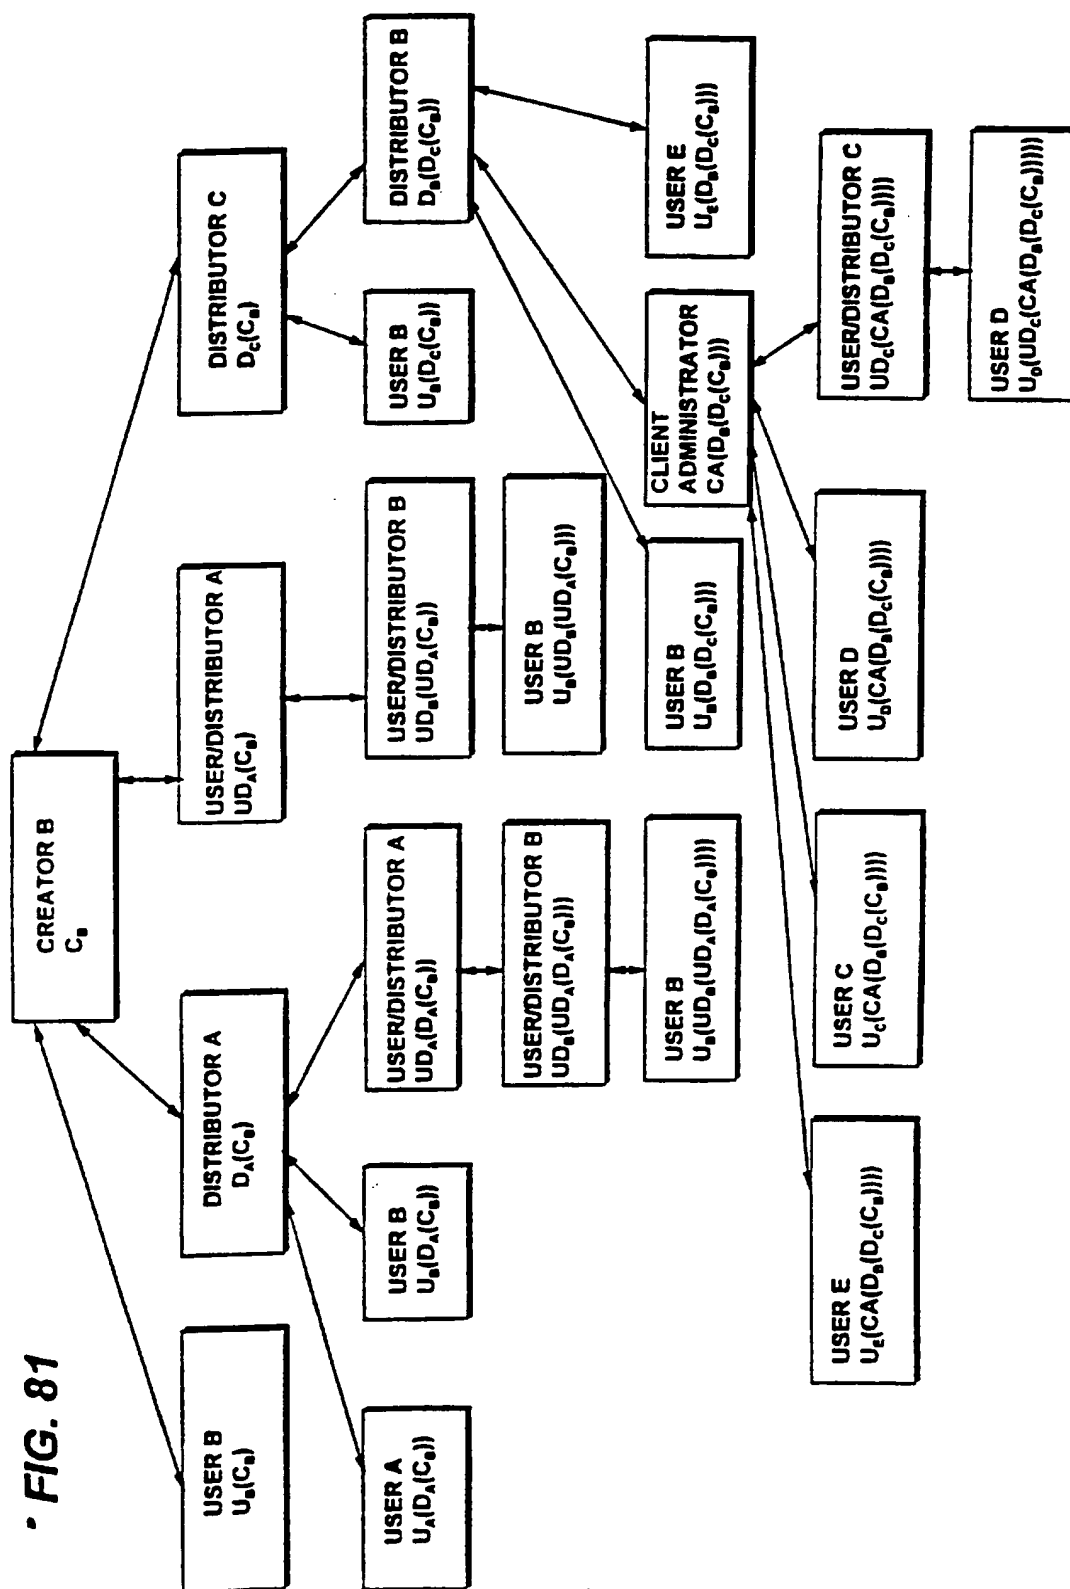 FIG. 81
CREATOR B
C_B
USER B
U_B(C_B)
DISTRIBUTOR A
D_A(C_B)
USER/DISTRIBUTOR A
UD_A(C_B)
DISTRIBUTOR C
D_C(C_B)
USER A
U_A(D_A(C_B))
USER B
U_B(D_A(C_B))
USER/DISTRIBUTOR A
UD_A(D_A(C_B))
USER/DISTRIBUTOR B
UD_B(UD_A(C_B))
USER B
U_B(D_C(C_B))
DISTRIBUTOR B
D_B(D_C(C_B))
USER/DISTRIBUTOR B
UD_B(UD_A(D_A(C_B)))
USER B
U_B(UD_B(UD_A(C_B)))
USER B
U_B(UD_B(UD_A(D_A(C_B))))
USER B
U_B(D_B(D_C(C_B)))
CLIENT
ADMINISTRATOR
CA(D_B(D_C(C_B)))
USER E
U_E(D_B(D_C(C_B)))
USER E
U_E(CA(D_B(D_C(C_B))))
USER C
U_C(CA(D_B(D_C(C_B))))
USER D
U_D(CA(D_B(D_C(C_B))))
USER/DISTRIBUTOR C
UD_C(CA(D_B(D_C(C_B))))
USER D
U_D(UD_C(CA(D_B(D_C(C_B)))))